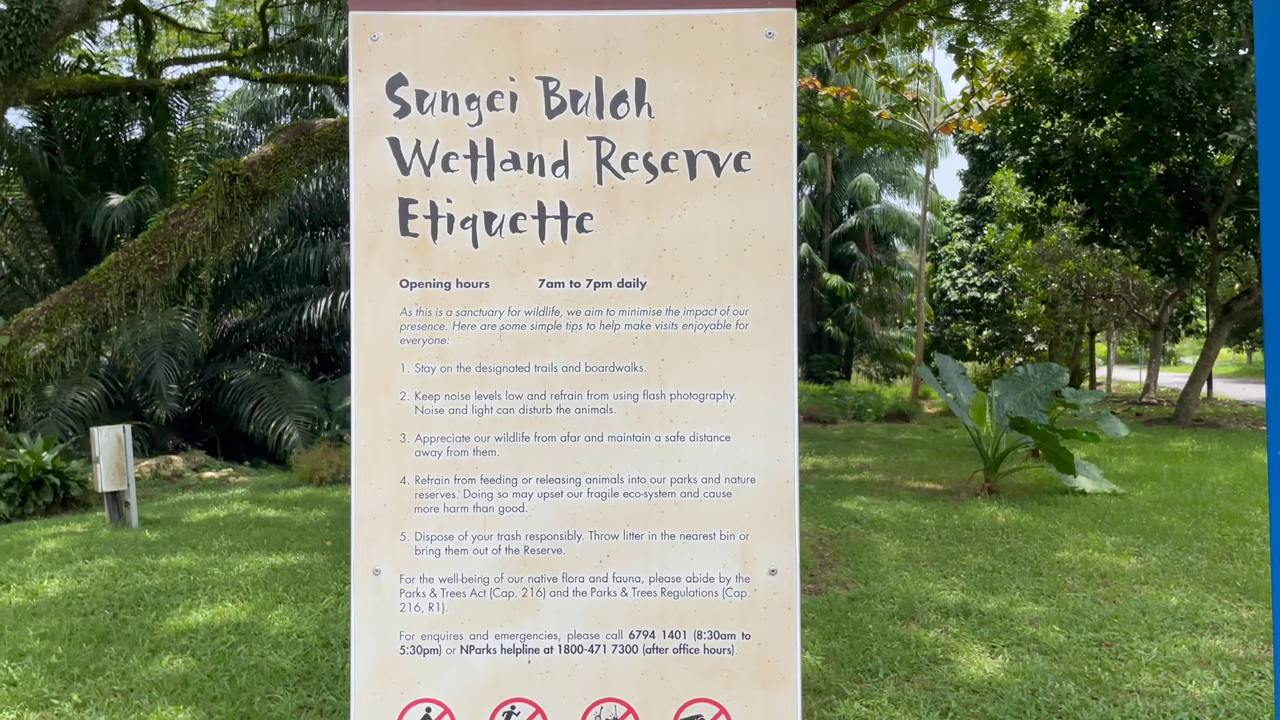 Sungei Buloh
Wetland Reserve
Etiquette
Opening hours 7am to 7pm daily
As this is a sanctuary for wildlife, we aim to minimise the impact of our
presence. Here are some simple tips to help make visits enjoyable for
everyone:
1. Stay on the designated trails and boardwalks.
2. Keep noise levels low and refrain from using flash photography.
Noise and light can disturb the animals.
3. Appreciate our wildlife from afar and maintain a safe distance
away from them.
4. Refrain from feeding or releasing animals into our parks and nature
reserves. Doing so may upset our fragile eco-system and cause
more harm than good.
5. Dispose of your trash responsibly. Throw litter in the nearest bin or
bring them out of the Reserve.
For the well-being of our native flora and fauna, please abide by the
Parks & Trees Act (Cap. 216) and the Parks & Trees Regulations (Cap.
216, R1).
For enquires and emergencies, please call 6794 1401 (8:30am to
5:30pm) or NParks helpline at 1800-471 7300 (after office hours).